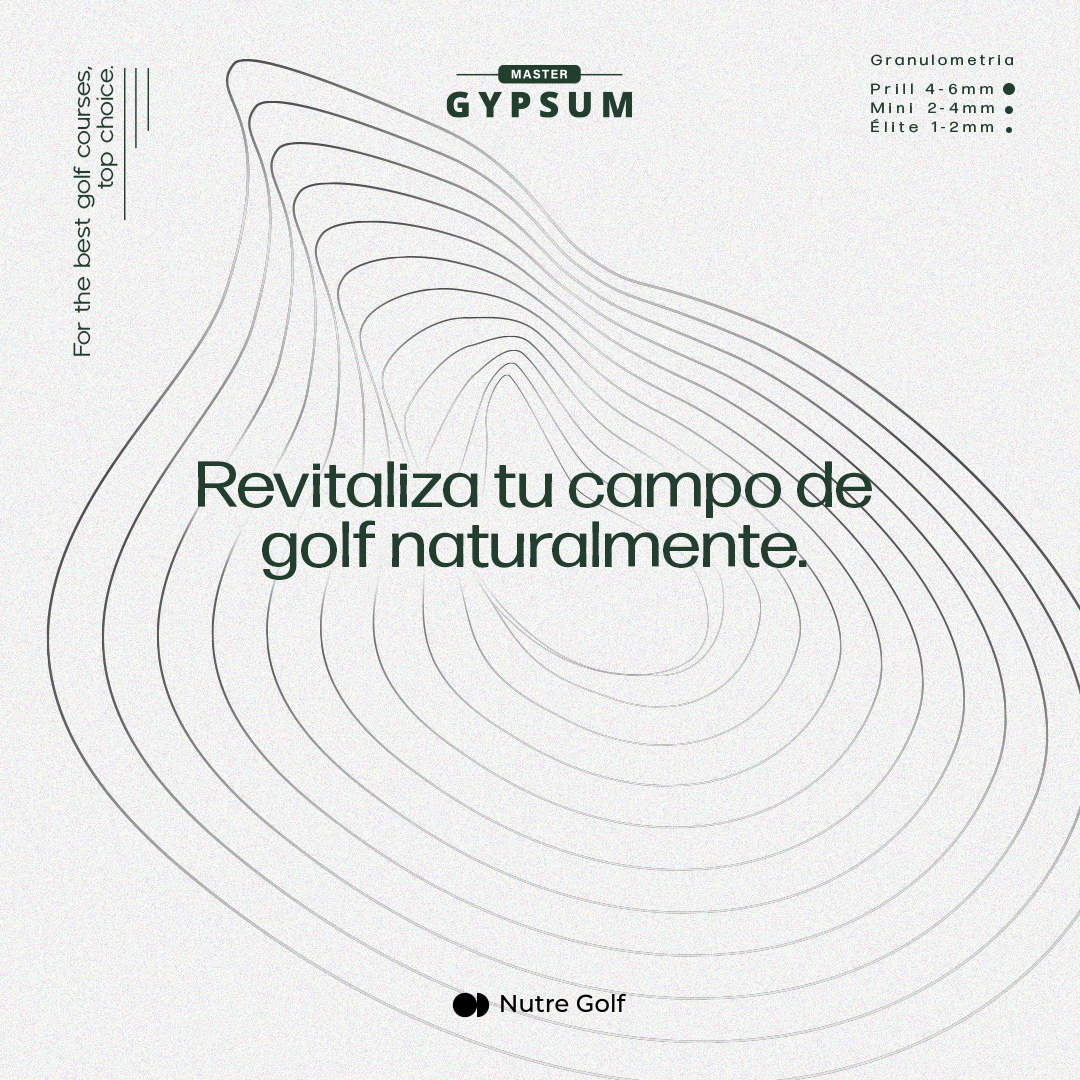 For the best golf courses,
top choice.
MASTER
GYPSUM
Granulometria
Prill 4-6mm
Mini 2-4mm
Élite 1-2mm
Revitaliza tu campo de
golf naturalmente.
Nutre Golf